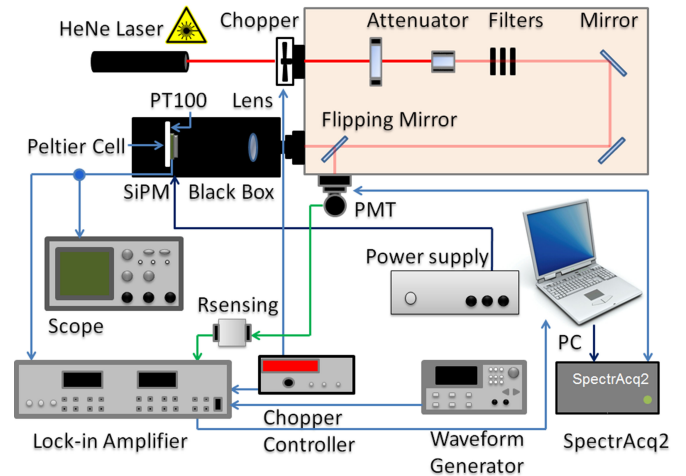 HeNe Laser
Chopper
Attenuator
Filters
Mirror
PT100
Lens
Flipping Mirror
Peltier Cell
SiPM
Black Box
PMT
Power supply
Rsensing
Scope
PC
SpectrAcq2
Lock-in Amplifier
Chopper
Controller
Waveform
Generator
SpectrAcq2